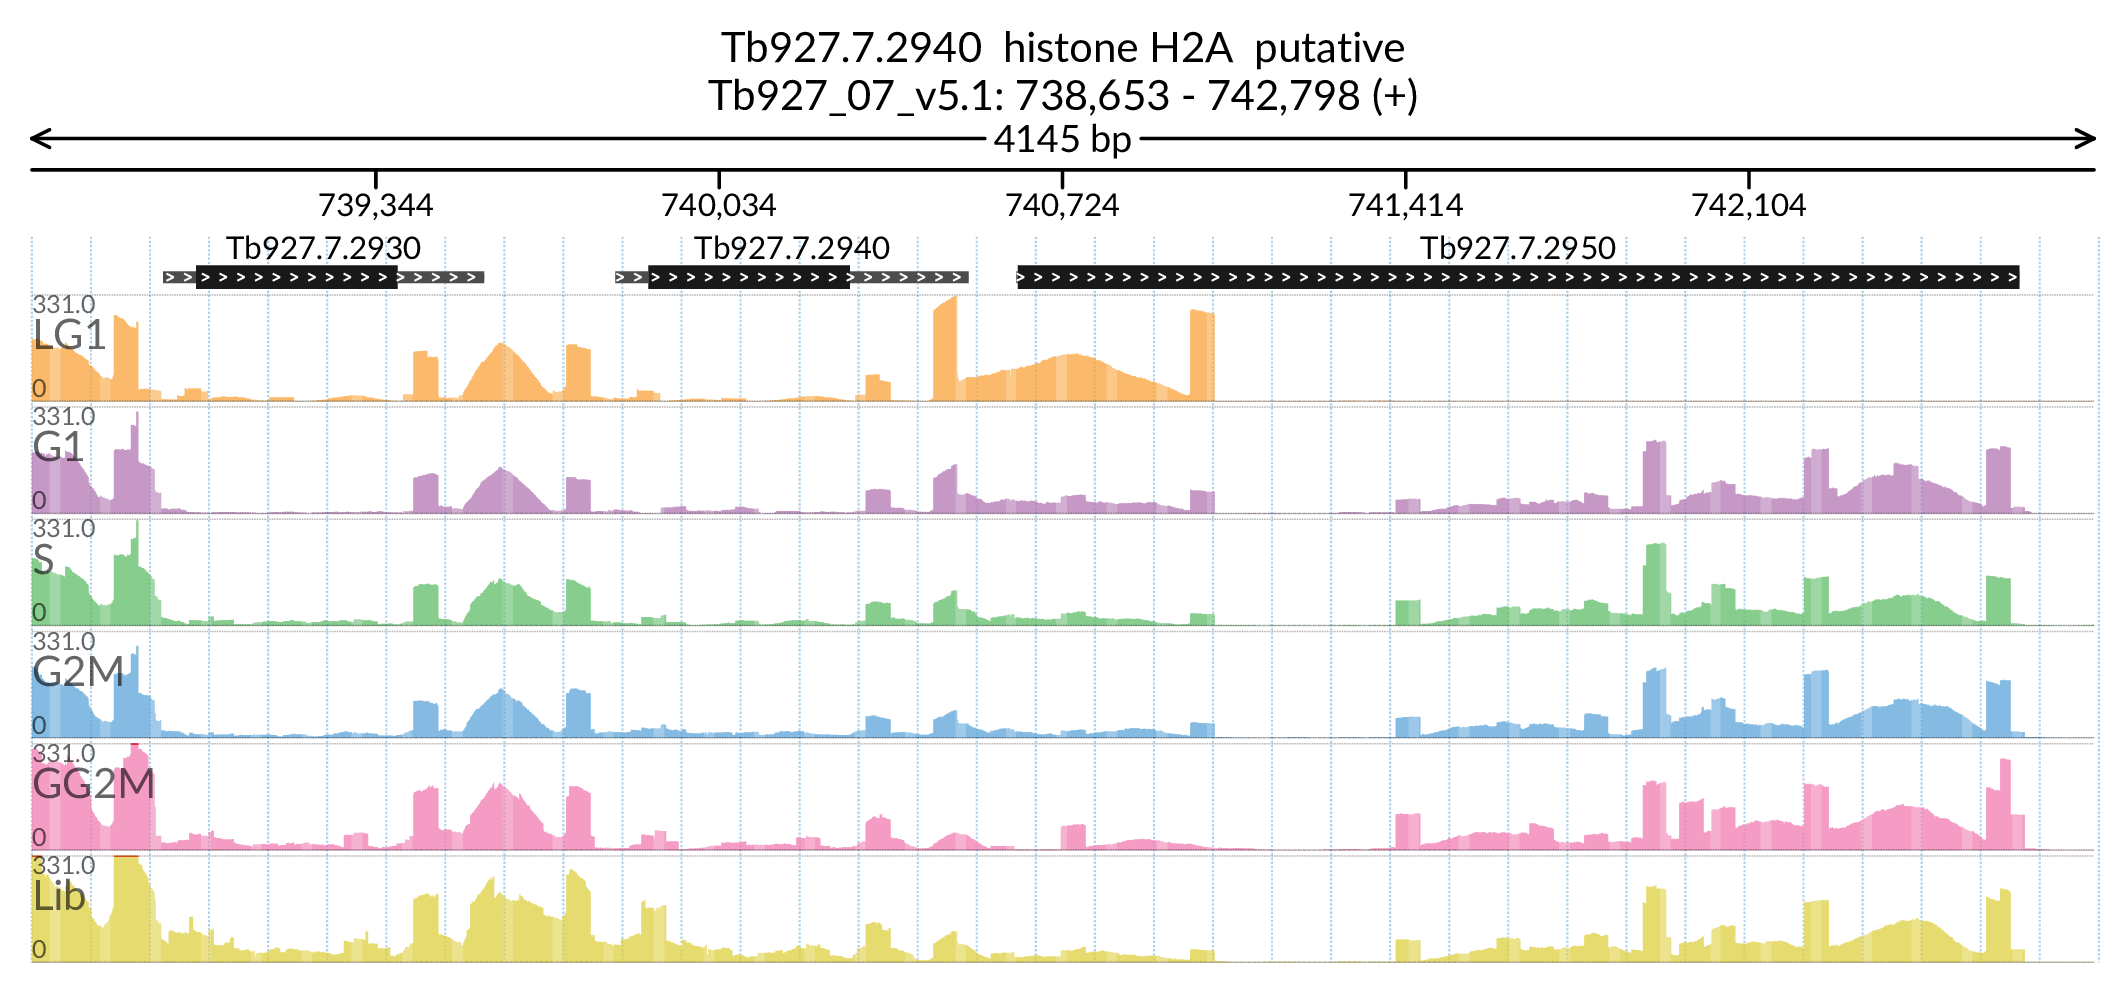 Tb927.7.2940  histone H2A  putative
Tb927_07_v5.1: 738,653 - 742,798 (+)
4145 bp
739,344 740,034 740,724 741,414 742,104
Tb927.7.2930 Tb927.7.2940 Tb927.7.2950
331.0
LG1
0
331.0
G1
0
331.0
S
0
331.0
G2M
0
331.0
GG2M
0
331.0
Lib
0